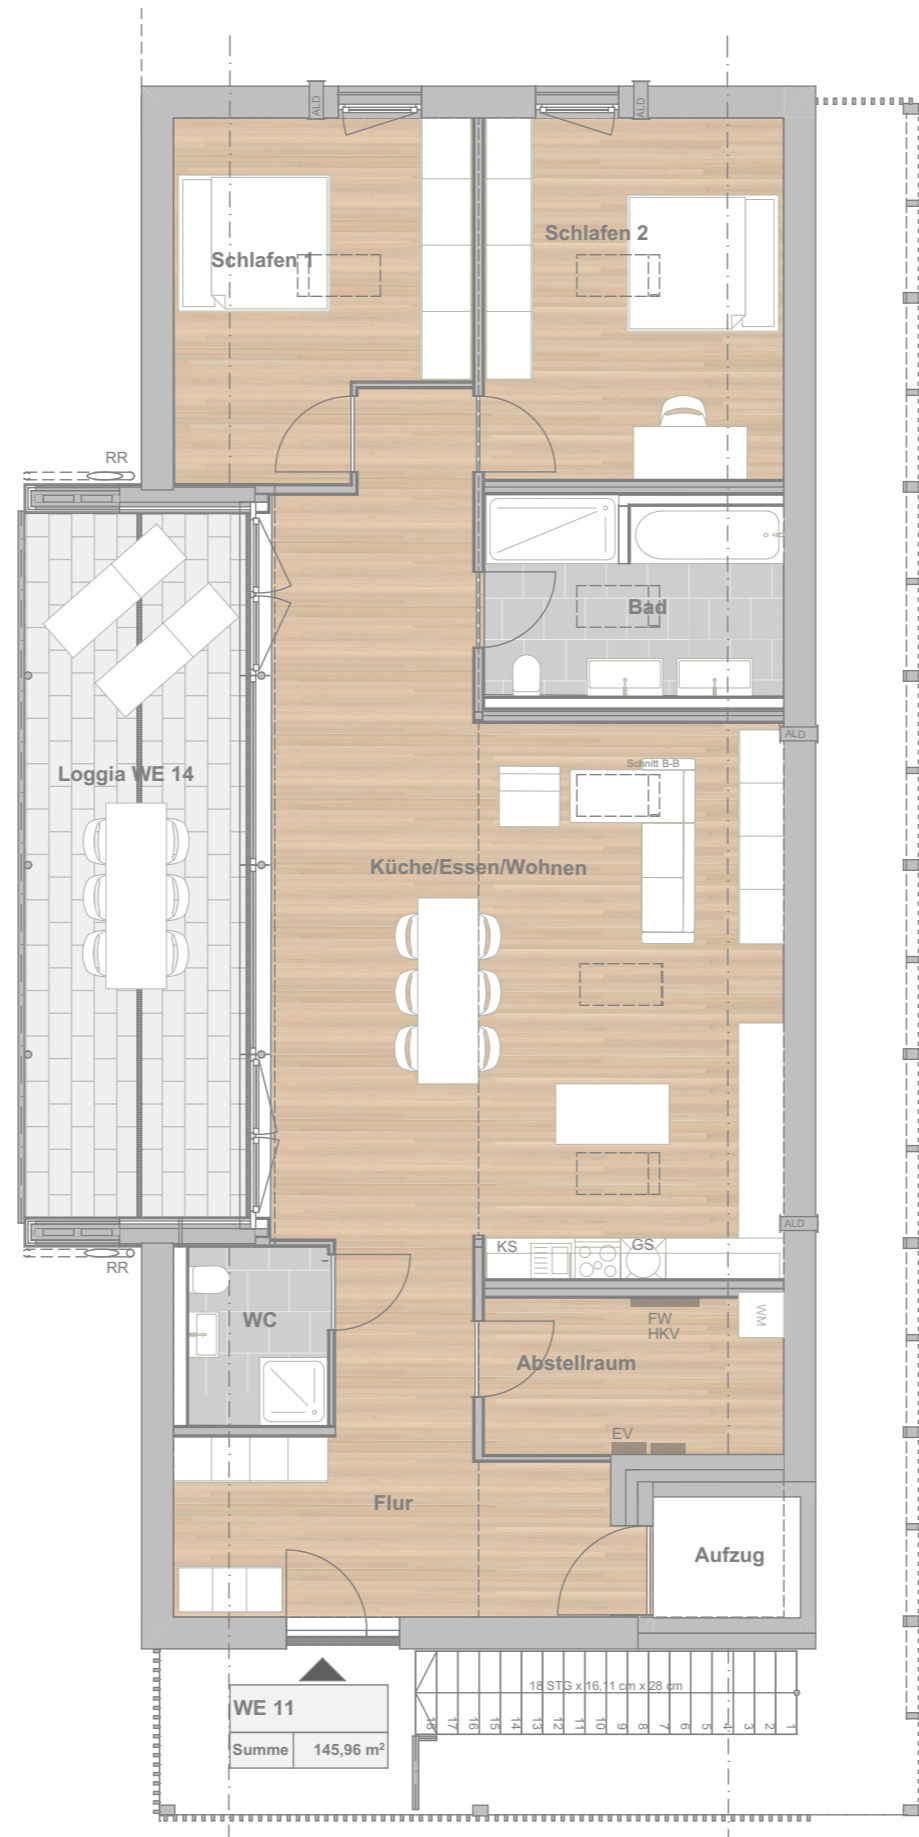 ALD
ALD
Schlafen 1
Schlafen 2
RR
Bad
ALD
Schnitt B-B
Loggia WE 14
Küche/Essen/Wohnen
ALD
KS
GS
RR
WC
FW
HKV
WM
Abstellraum
EV
Flur
Aufzug
18 STG x 16,11 cm x 28 cm
18 17 16 15 14 13 12 11 10 9 8 7 6 5 4 3 2 1
WE 11
Summe 145,96 m²